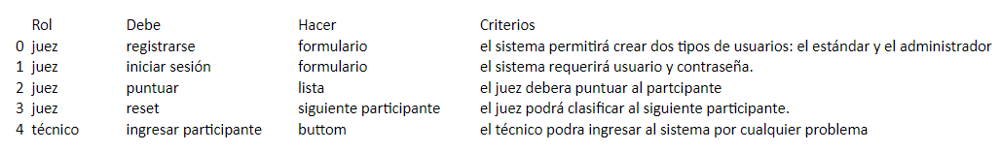 Rol Debe Hacer Criterios
0 juez registrarse formulario el sistema permitirá crear dos tipos de usuarios: el estándar y el administrador
1 juez iniciar sesión formulario el sistema requerirá usuario y contraseña.
2 juez puntuar lista el juez debera puntuar al partcipante
3 juez reset siguiente participante el juez podrá clasificar al siguiente participante.
4 técnico ingresar participante buttom el técnico podra ingresar al sistema por cualquier problema